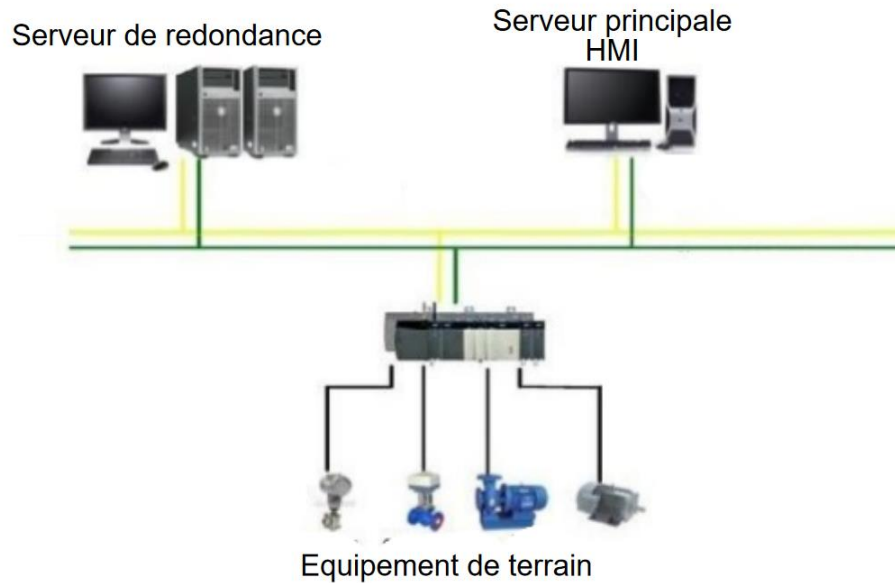 Serveur de redondance
Serveur principale
HMI
Equipement de terrain